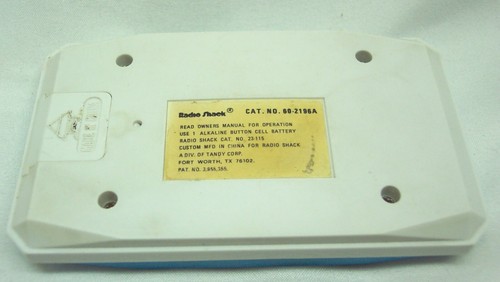 Radio Shack® CAT. NO. 60-2196A
READ OWNERS MANUAL FOR OPERATION
USE 1 ALKALINE BUTTON CELL BATTERY
RADIO SHACK CAT. NO. 23-115
CUSTOM MFD IN CHINA FOR RADIO SHACK
A DIV. OF TANDY CORP.
FORT WORTH, TX 76102.
PAT. NO.